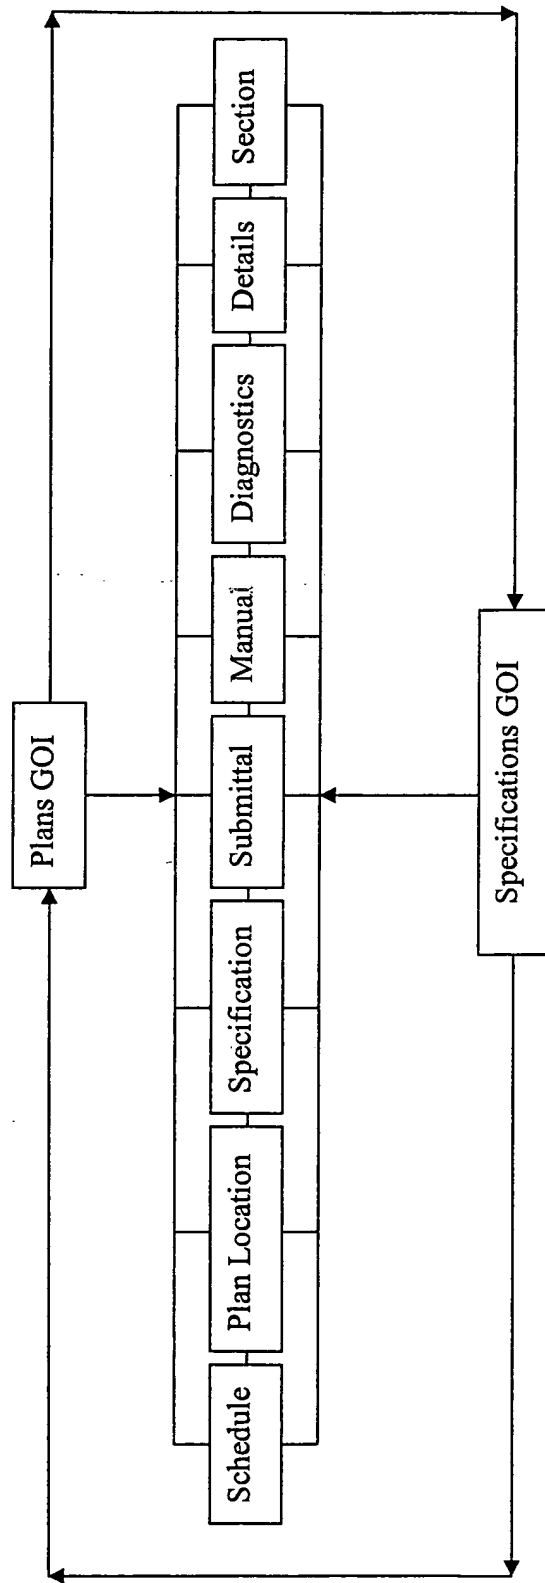 Plans GOI
Schedule
Plan Location
Specification
Submittal
Manual
Diagnostics
Details
Section
Specifications GOI